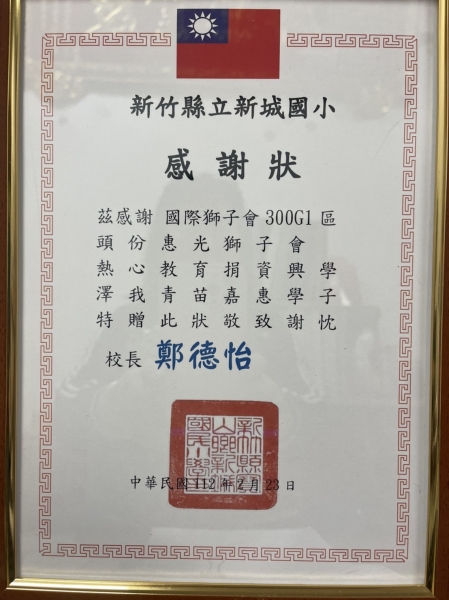 新竹縣立新城國小
感謝狀
茲感謝 國際獅子會300G1區
頭份惠光獅子會
熱心教育捐資興學
澤我青苗嘉惠學子
特贈此狀敬致謝忱
校長 鄭德怡
中華民國112年2月23日